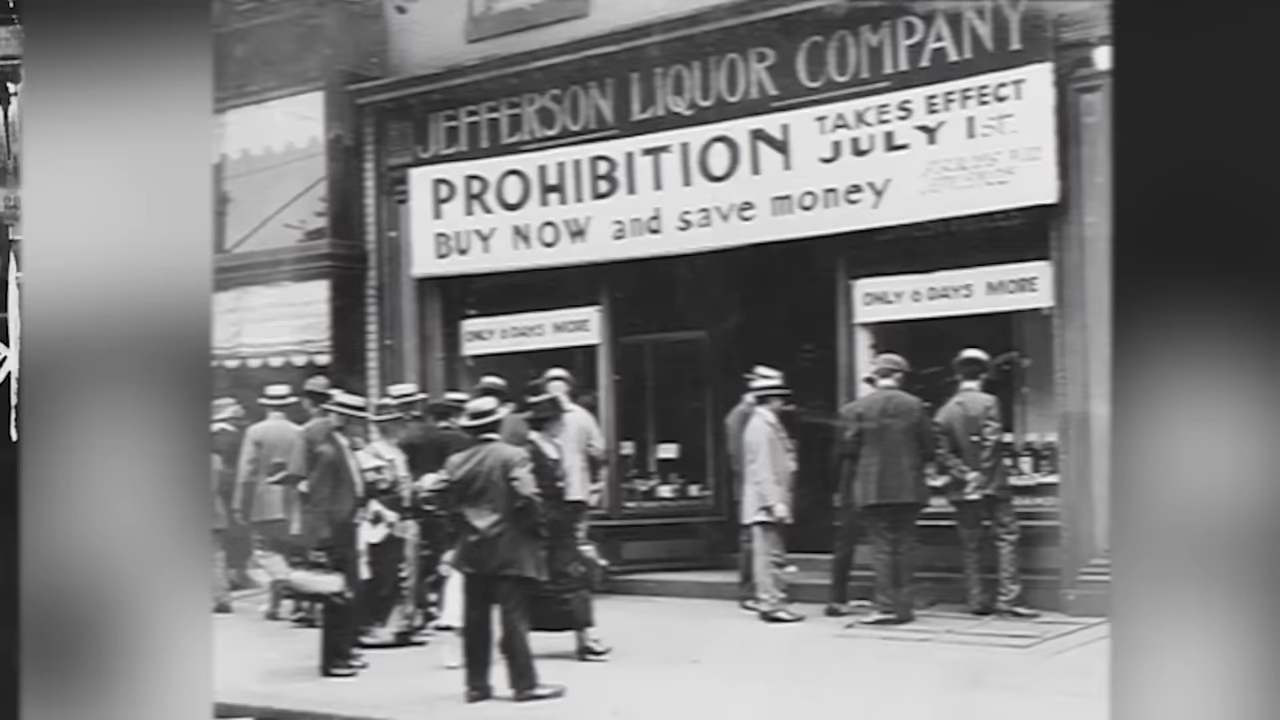 JEFFERSON LIQUOR COMPANY
PROHIBITION TAKES EFFECT
JULY 1ST.
BUY NOW and save money
ONLY 6 DAYS MORE
ONLY 6 DAYS MORE